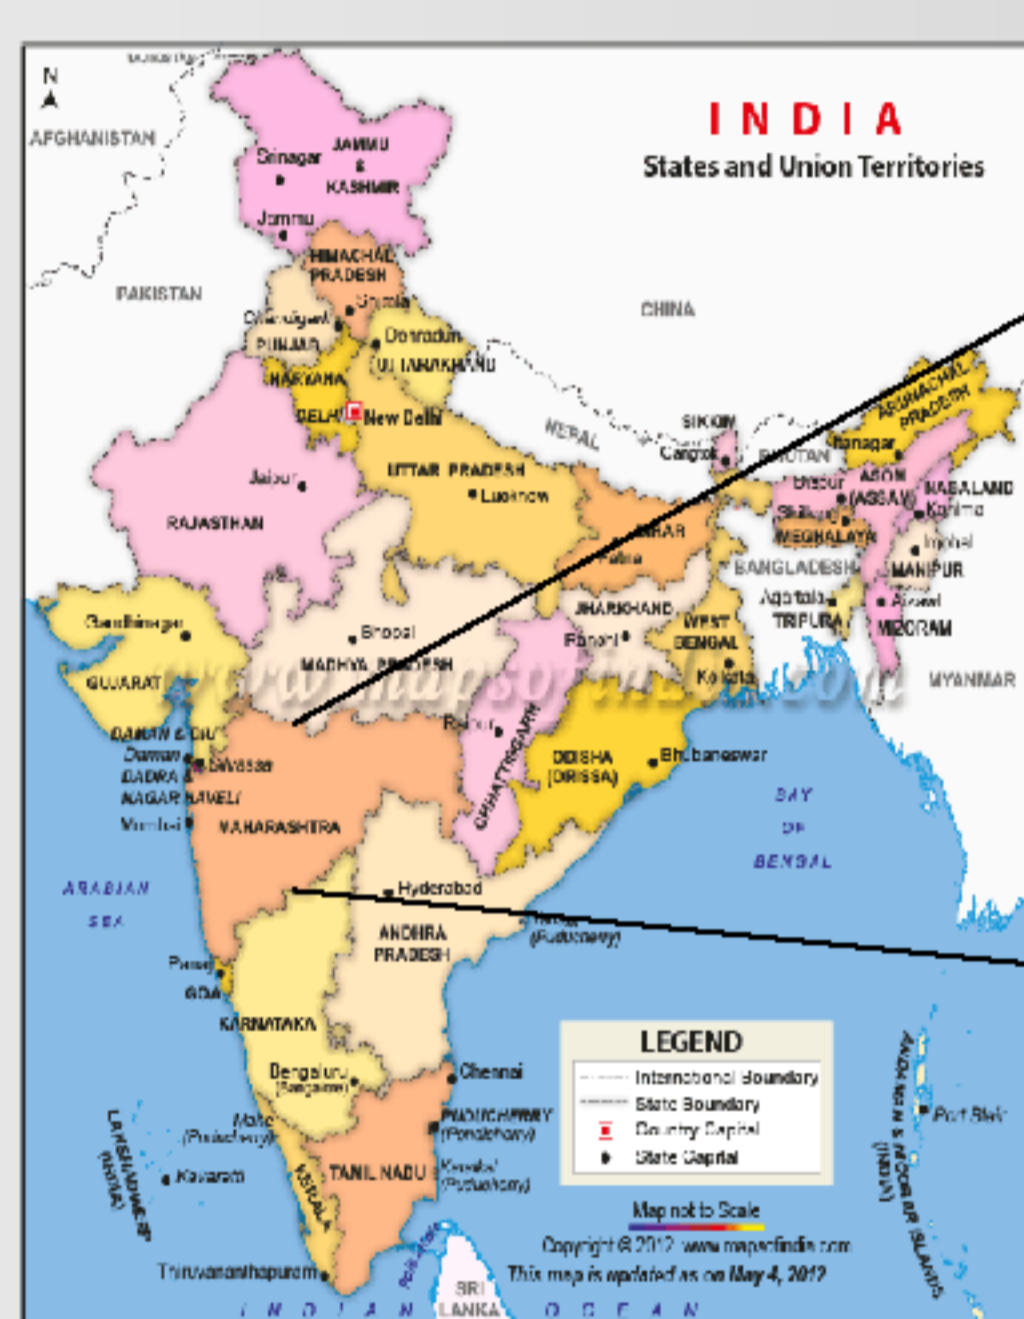 N
AFGHANISTAN
INDIA
States and Union Territories
Srinagar
JAMMU
&
KASHMIR
Jammu
HIMACHAL
PRADESH
PAKISTAN
Shimla
CHINA
Chandigarh
PUNJAB
Dehradun
UTTARAKHAND
HARYANA
DELHI
New Delhi
ARUNACHAL
PRADESH
NEPAL
SIKKIM
Gangtok
BHUTAN
Itanagar
UTTAR PRADESH
Lucknow
Jaipur
RAJASTHAN
Dispur
ASOM
(ASSAM)
NAGALAND
Kohima
Shillong
MEGHALAYA
BIHAR
Patna
Imphal
MANIPUR
BANGLADESH
Agartala
TRIPURA
Aizawl
MIZORAM
Gandhinagar
Bhopal
JHARKHAND
Ranchi
WEST
BENGAL
Kolkata
MADHYA PRADESH
GUJARAT
www.mapsofindia.com
MYANMAR
DAMAN & DIU
Daman
Silvassa
DADRA &
NAGAR HAVELI
Mumbai
MAHARASHTRA
Raipur
CHHATTISGARH
ODISHA
(ORISSA)
Bhubaneswar
BAY
OF
BENGAL
ARABIAN
SEA
Hyderabad
ANDHRA
PRADESH
(Puducherry)
Panaji
GOA
KARNATAKA
Bengaluru
(Bangalore)
Chennai
LEGEND
International Boundary
State Boundary
Country Capital
State Capital
Mahe
(Puducherry)
PUDUCHERRY
(Pondicherry)
TAMIL NADU
Karaikal
(Puducherry)
KERALA
LAKSHADWEEP
(INDIA)
Kavaratti
ANDAMAN & NICOBAR ISLANDS
(INDIA)
Port Blair
Map not to Scale
Copyright © 2012 www.mapsofindia.com
This map is updated as on May 4, 2012
Thiruvananthapuram
SRI
LANKA
INDIAN OCEAN